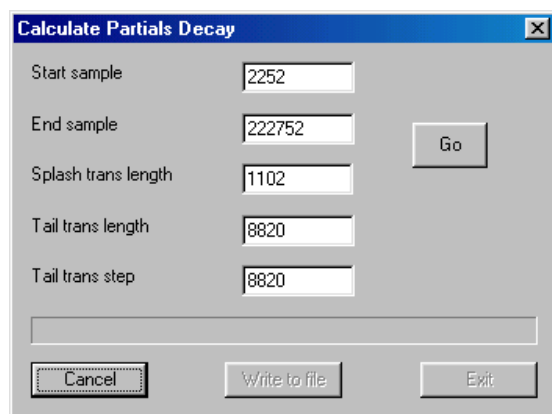 Calculate Partials Decay
Start sample 2252
End sample 222752
Go
Splash trans length 1102
Tail trans length 8820
Tail trans step 8820
Cancel Write to file Exit